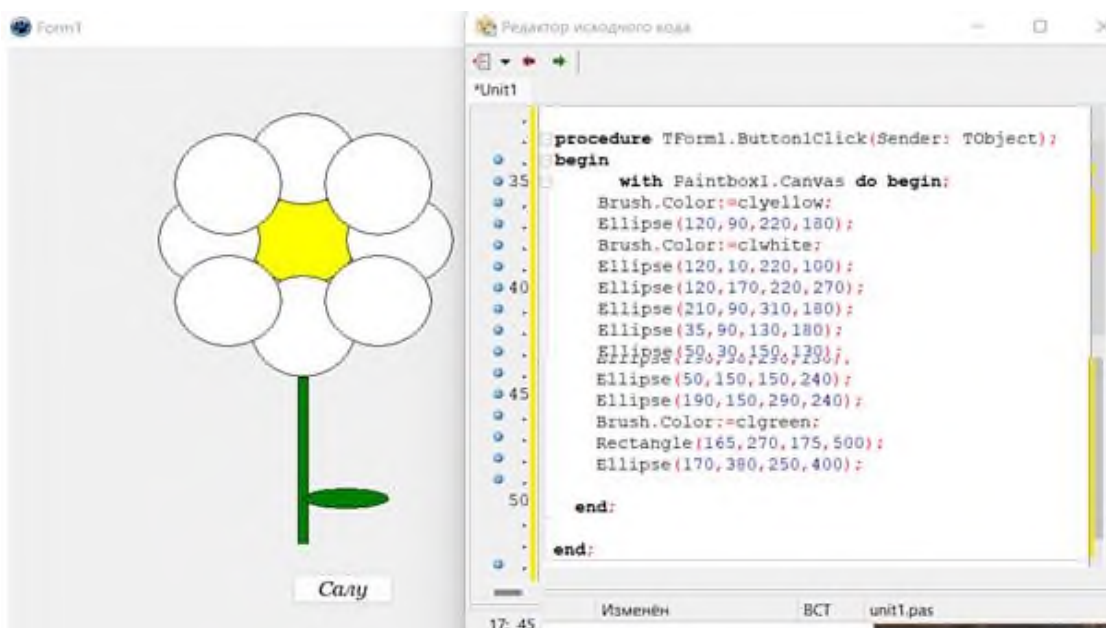 Form1
Салу
Редактор исходного кода
*Unit1
procedure TForm1.Button1Click(Sender: TObject);
begin
35 with Paintbox1.Canvas do begin;
Brush.Color:=clyellow;
Ellipse(120,90,220,180);
Brush.Color:=clwhite;
Ellipse(120,10,220,100);
40 Ellipse(120,170,220,270);
Ellipse(210,90,310,180);
Ellipse(35,90,130,180);
Ellipse(50,30,150,130);
Ellipse(50,150,150,240);
45 Ellipse(190,150,290,240);
Brush.Color:=clgreen;
Rectangle(165,270,175,500);
Ellipse(170,380,250,400);
50
end;
end;
17: 45 Изменён ВСТ unit1.pas